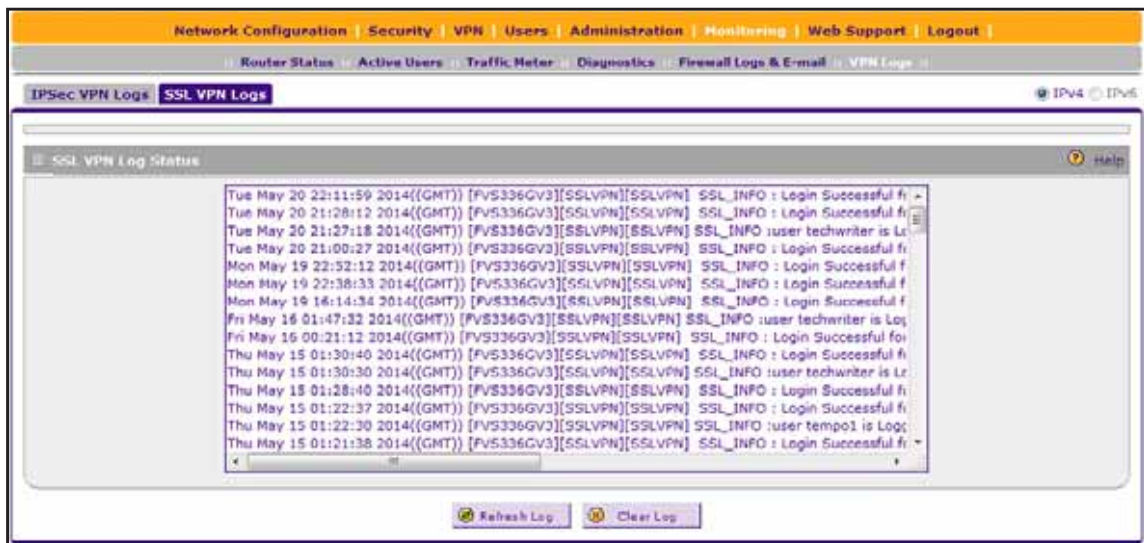 Network Configuration | Security | VPN | Users | Administration | Monitoring | Web Support | Logout |
:: Router Status :: Active Users :: Traffic Meter :: Diagnostics :: Firewall Logs & E-mail :: VPN Logs ::
IPSec VPN Logs SSL VPN Logs IPv4 IPv6
SSL VPN Log Status Help
Tue May 20 22:11:59 2014((GMT)) [FVS336GV3][SSLVPN][SSLVPN] SSL_INFO : Login Successful f
Tue May 20 21:28:12 2014((GMT)) [FVS336GV3][SSLVPN][SSLVPN] SSL_INFO : Login Successful f
Tue May 20 21:27:18 2014((GMT)) [FVS336GV3][SSLVPN][SSLVPN] SSL_INFO :user techwriter is Lo
Tue May 20 21:00:27 2014((GMT)) [FVS336GV3][SSLVPN][SSLVPN] SSL_INFO : Login Successful f
Mon May 19 22:52:12 2014((GMT)) [FVS336GV3][SSLVPN][SSLVPN] SSL_INFO : Login Successful f
Mon May 19 22:38:33 2014((GMT)) [FVS336GV3][SSLVPN][SSLVPN] SSL_INFO : Login Successful f
Mon May 19 16:14:34 2014((GMT)) [FVS336GV3][SSLVPN][SSLVPN] SSL_INFO : Login Successful f
Fri May 16 01:47:32 2014((GMT)) [FVS336GV3][SSLVPN][SSLVPN] SSL_INFO :user techwriter is Log
Fri May 16 00:21:12 2014((GMT)) [FVS336GV3][SSLVPN][SSLVPN] SSL_INFO : Login Successful for
Thu May 15 01:30:40 2014((GMT)) [FVS336GV3][SSLVPN][SSLVPN] SSL_INFO : Login Successful f
Thu May 15 01:30:30 2014((GMT)) [FVS336GV3][SSLVPN][SSLVPN] SSL_INFO :user techwriter is Lo
Thu May 15 01:28:40 2014((GMT)) [FVS336GV3][SSLVPN][SSLVPN] SSL_INFO : Login Successful f
Thu May 15 01:22:37 2014((GMT)) [FVS336GV3][SSLVPN][SSLVPN] SSL_INFO : Login Successful f
Thu May 15 01:22:30 2014((GMT)) [FVS336GV3][SSLVPN][SSLVPN] SSL_INFO :user tempo1 is Logg
Thu May 15 01:21:38 2014((GMT)) [FVS336GV3][SSLVPN][SSLVPN] SSL_INFO : Login Successful f
Refresh Log Clear Log